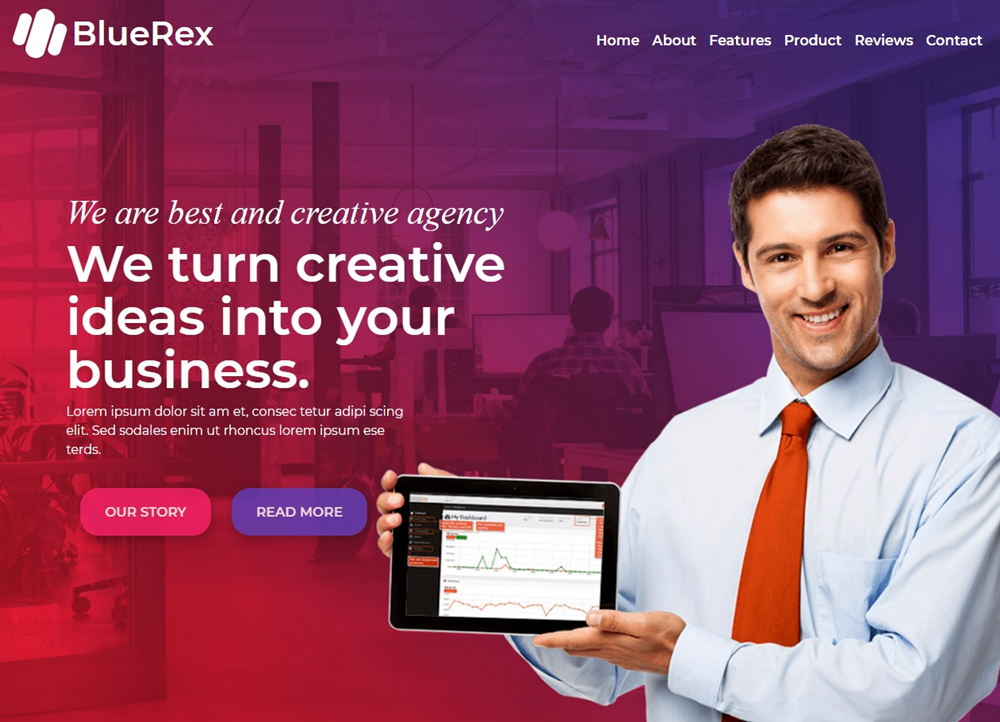 BlueRex
Home About Features Product Reviews Contact
We are best and creative agency
We turn creative
ideas into your
business.
Lorem ipsum dolor sit am et, consec tetur adipi scing
elit. Sed sodales enim ut rhoncus lorem ipsum ese
terds.
OUR STORY READ MORE
My Dashboard